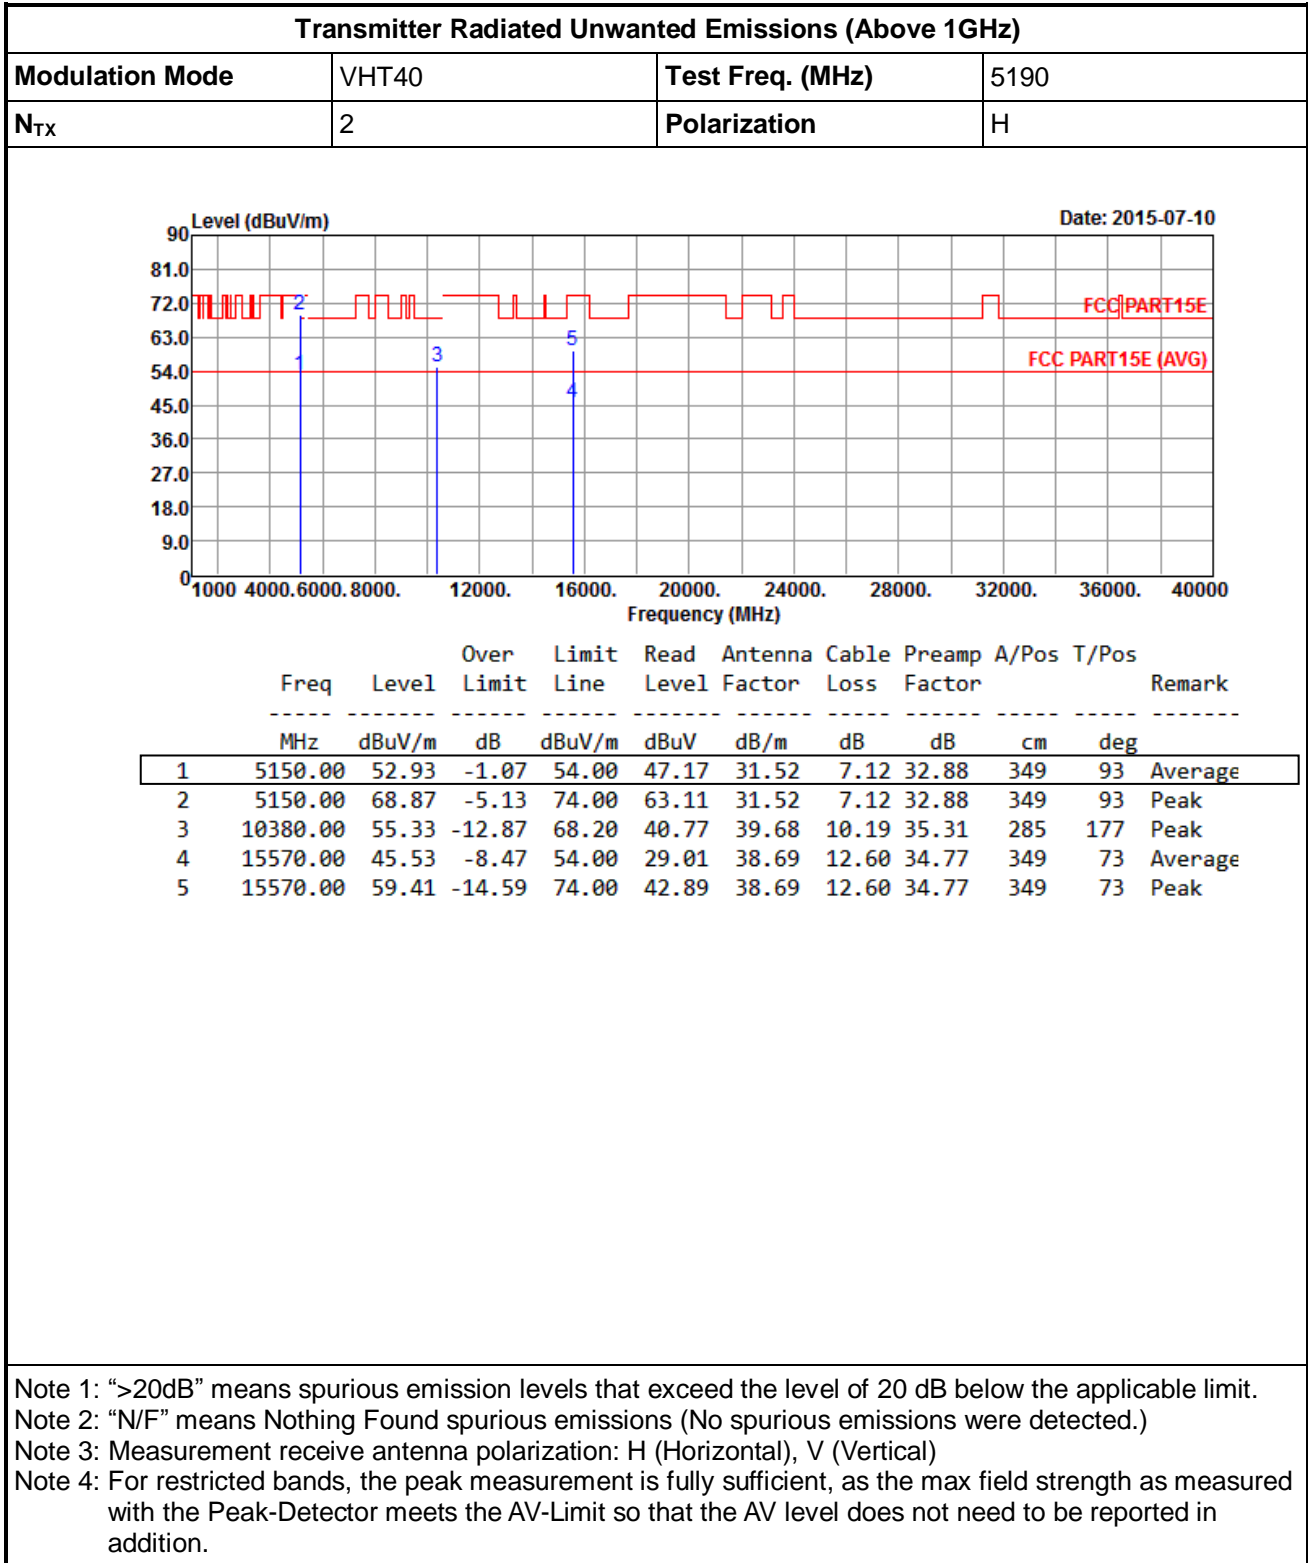 Transmitter Radiated Unwanted Emissions (Above 1GHz)
Modulation Mode VHT40 Test Freq. (MHz) 5190
NTX 2 Polarization H
Level (dBuV/m) Date: 2015-07-10
90
81.0
72.0
63.0
54.0
45.0
36.0
27.0
18.0
9.0
0
2
1
3
5
4
FCC PART15E
FCC PART15E (AVG)
1000 4000. 6000. 8000. 12000. 16000. 20000. 24000. 28000. 32000. 36000. 40000
Frequency (MHz)
Over Limit Read Antenna Cable Preamp A/Pos T/Pos
Freq Level Limit Line Level Factor Loss Factor Remark
----- ------- ------ ------ ------- ------ ----- ------ ----- ----- -------
MHz dBuV/m dB dBuV/m dBuV dB/m dB dB cm deg
1 5150.00 52.93 -1.07 54.00 47.17 31.52 7.12 32.88 349 93 Average
2 5150.00 68.87 -5.13 74.00 63.11 31.52 7.12 32.88 349 93 Peak
3 10380.00 55.33 -12.87 68.20 40.77 39.68 10.19 35.31 285 177 Peak
4 15570.00 45.53 -8.47 54.00 29.01 38.69 12.60 34.77 349 73 Average
5 15570.00 59.41 -14.59 74.00 42.89 38.69 12.60 34.77 349 73 Peak
Note 1: “>20dB” means spurious emission levels that exceed the level of 20 dB below the applicable limit.
Note 2: “N/F” means Nothing Found spurious emissions (No spurious emissions were detected.)
Note 3: Measurement receive antenna polarization: H (Horizontal), V (Vertical)
Note 4: For restricted bands, the peak measurement is fully sufficient, as the max field strength as measured
with the Peak-Detector meets the AV-Limit so that the AV level does not need to be reported in
addition.